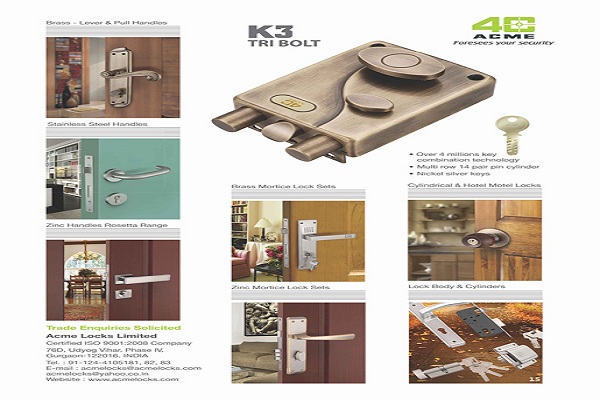 Brass - Lever & Pull Handles
K3
TRI BOLT
40
ACME
Foresees your security
Stainless Steel Handles
• Over 4 millions key
combination technology
• Multi row 14 pair pin cylinder
• Nickel silver keys
Brass Mortice Lock Sets
Cylindrical & Hotel Motel Locks
Zinc Handles Rosetta Range
Zinc Mortice Lock Sets
Lock Body & Cylinders
Trade Enquiries Solicited
Acme Locks Limited
Certified ISO 9001:2008 Company
76D, Udyog Vihar, Phase IV,
Gurgaon-122016, INDIA
Tel. : 91-124-4105181, 82, 83
E-mail : acmelocks@acmelocks.com
acmelocks@yahoo.co.in
Website : www.acmelocks.com
15